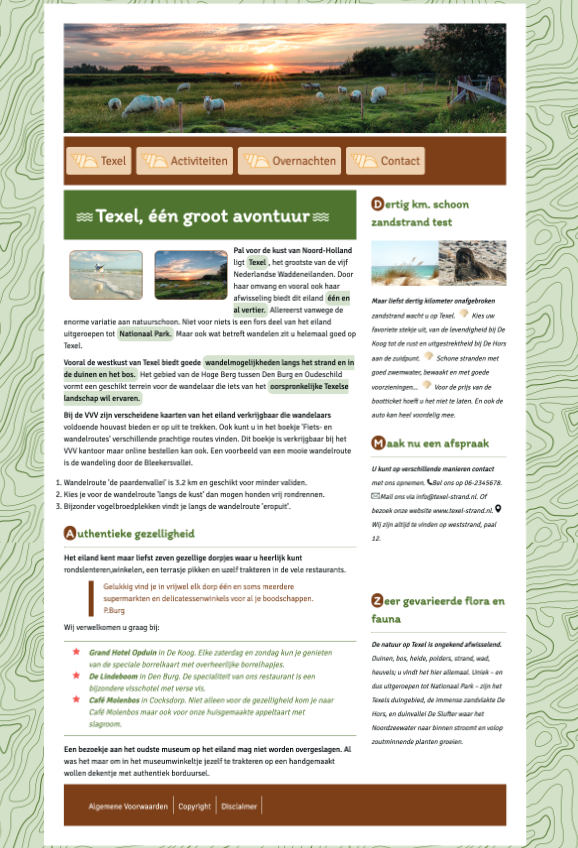 Texel
Activiteiten
Overnachten
Contact
Texel, één groot avontuur
Pal voor de kust van Noord-Holland
ligt Texel , het grootste van de vijf
Nederlandse Waddeneilanden. Door
haar omvang en vooral ook haar
afwisseling biedt dit eiland één en
al vertier. Allereerst vanwege de
enorme variatie aan natuurschoon. Niet voor niets is een fors deel van het eiland
uitgeroepen tot Nationaal Park. Maar ook wat betreft wandelen zit u helemaal goed op
Texel.
Vooral de westkust van Texel biedt goede wandelmogelijkheden langs het strand en in
de duinen en het bos. Het gebied van de Hoge Berg tussen Den Burg en Oudeschild
vormt een geschikt terrein voor de wandelaar die iets van het oorspronkelijke Texelse
landschap wil ervaren.
Bij de VVV zijn verscheidene kaarten van het eiland verkrijgbaar die wandelaars
voldoende houvast bieden er op uit te trekken. Ook kunt u in het boekje 'Fiets- en
wandelroutes' verschillende prachtige routes vinden. Dit boekje is verkrijgbaar bij het
VVV kantoor maar online bestellen kan ook. Een voorbeeld van een mooie wandelroute
is de wandeling door de Bleekersvallei.
1. Wandelroute 'de paardenvallei' is 3.2 km en geschikt voor minder validen.
2. Kies je voor de wandelroute 'langs de kust' dan mogen honden vrij rondrennen.
3. Bijzonder vogelbroedplekken vindt je langs de wandelroute 'eropuit'.
Authentieke gezelligheid
Het eiland kent maar liefst zeven gezellige dorpjes waar u heerlijk kunt
rondslenteren,winkelen, een terrasje pikken en uzelf trakteren in de vele restaurants.
Gelukkig vind je in vrijwel elk dorp één en soms meerdere
supermarkten en delicatessenwinkels voor al je boodschappen.
P.Burg
Wij verwelkomen u graag bij:
Grand Hotel Opduin in De Koog. Elke zaterdag en zondag kun je genieten
van de speciale borrelkaart met overheerlijke borrelhapjes.
De Lindeboom in Den Burg. De specialiteit van ons restaurant is een
bijzondere visschotel met verse vis.
Café Molenbos in Cocksdorp. Niet alleen voor de gezelligheid kom je naar
Café Molenbos maar ook voor onze huisgemaakte appeltaart met
slagroom.
Een bezoekje aan het oudste museum op het eiland mag niet worden overgeslagen. Al
was het maar om in het museumwinkeltje jezelf te trakteren op een handgemaakt
wollen dekentje met authentiek borduursel.
Dertig km. schoon
zandstrand test
Maar liefst dertig kilometer onafgebroken
zandstrand wacht u op Texel. Kies uw
favoriete stekje uit, van de levendigheid bij De
Koog tot de rust en uitgestrektheid bij De Hors
aan de zuidpunt. Schone stranden met
goed zwemwater, bewaakt en met goede
voorzieningen... Voor de prijs van de
bootticket hoeft u het niet te laten. En ook de
auto kan heel voordelig mee.
Maak nu een afspraak
U kunt op verschillende manieren contact
met ons opnemen. Bel ons op 06-2345678.
Mail ons via info@texel-strand.nl. Of
bezoek onze website www.texel-strand.nl.
Wij zijn altijd te vinden op weststrand, paal
12.
Zeer gevarieerde flora en
fauna
De natuur op Texel is ongekend afwisselend.
Duinen, bos, heide, polders, strand, wad,
heuvels; u vindt het hier allemaal. Uniek – en
dus uitgeroepen tot Nationaal Park – zijn het
Texels duingebied, de immense zandvlakte De
Hors, en duinvallei De Slufter waar het
Noordzeewater naar binnen stroomt en volop
zoutminnende planten groeien.
Algemene Voorwaarden
Copyright
Disclaimer